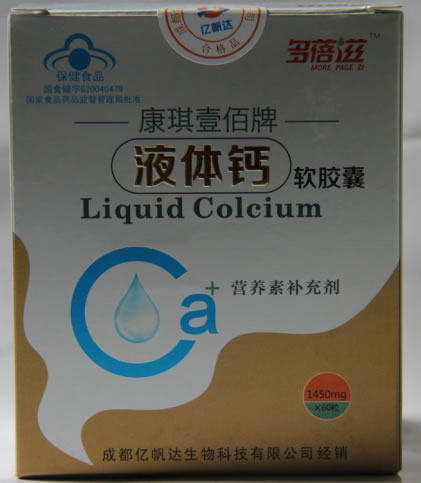 亿帆达
合格品
多蓓滋™
MORE PAGE ZI
保健食品
国食健字G20040479
国家食品药品监督管理局批准
康琪壹佰牌
液体钙 软胶囊
Liquid Colcium
Ca+ 营养素补充剂
1450mg
×60粒
成都亿帆达生物科技有限公司经销